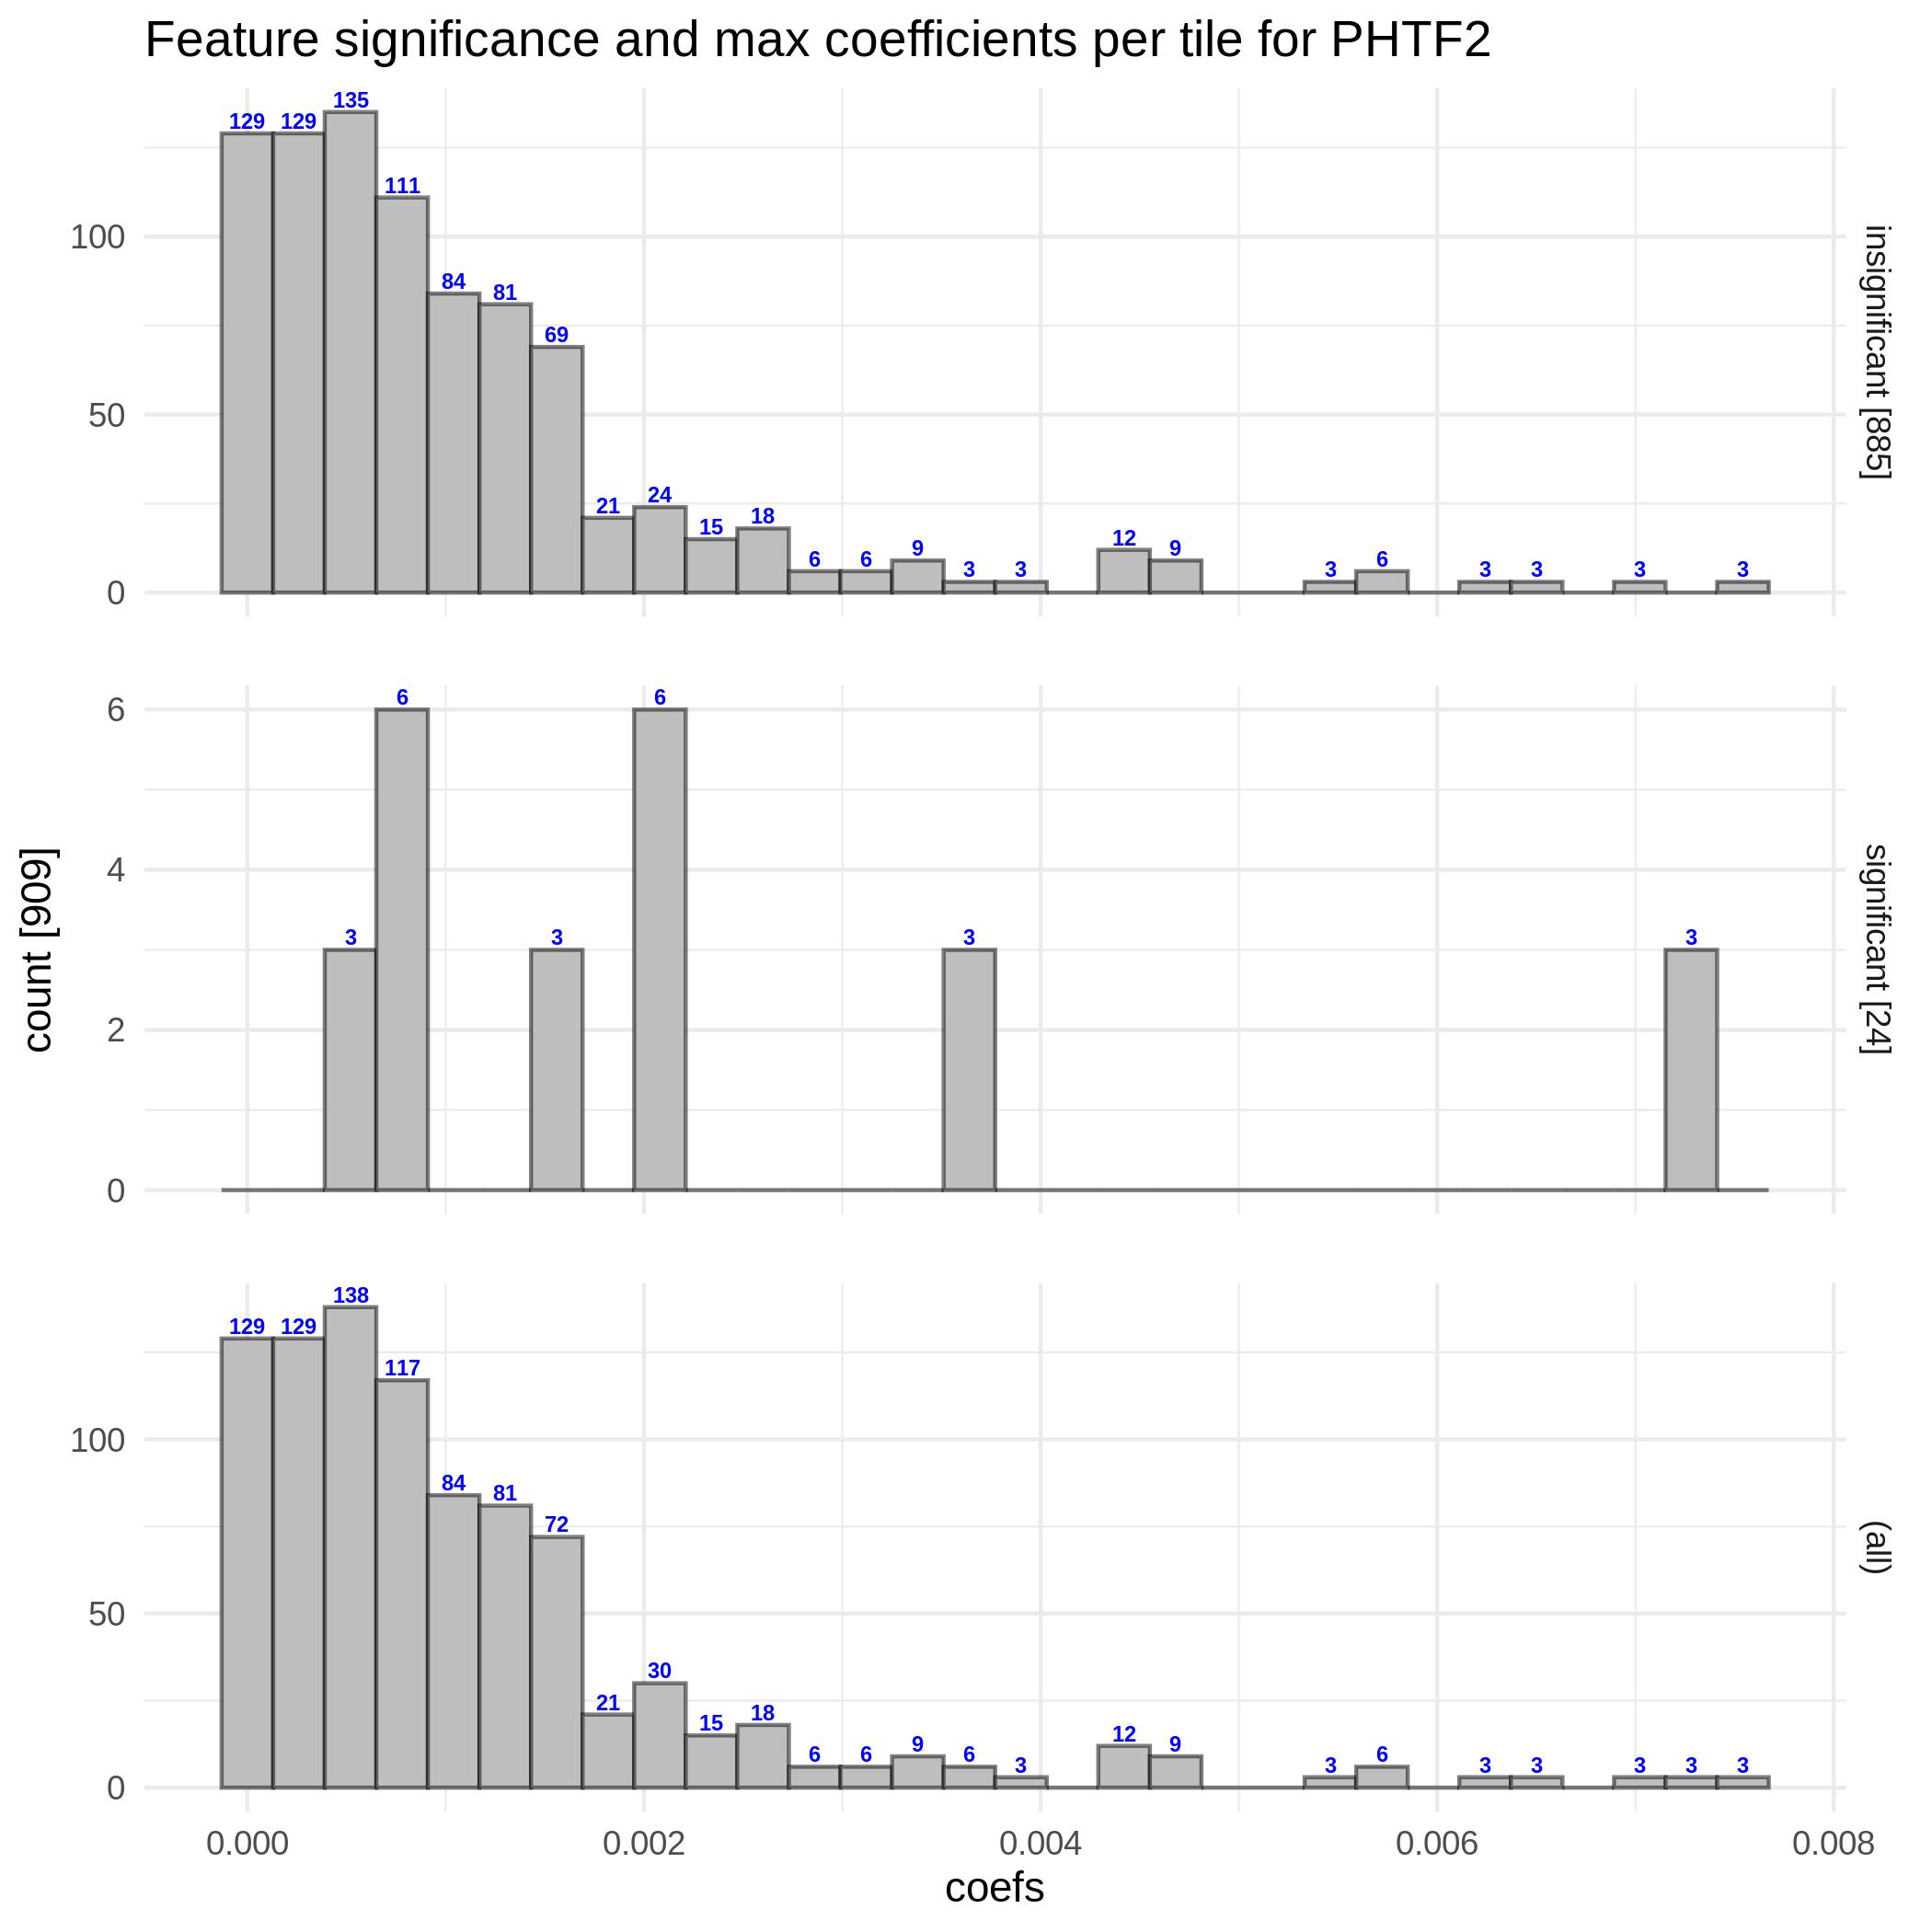 Feature significance and max coefficients per tile for PHTF2
129 129 135 111 84 81 69 21 24 15 18 6 6 9 3 3 12 9 3 6 3 3 3 3
100
50
0
insignificant [885]
6 6 3 3 3 3
6
4
2
0
significant [24]
count [909]
129 129 138 117 84 81 72 21 30 15 18 6 6 9 6 3 12 9 3 6 3 3 3 3 3
100
50
0
(all)
0.000 0.002 0.004 0.006 0.008
coefs